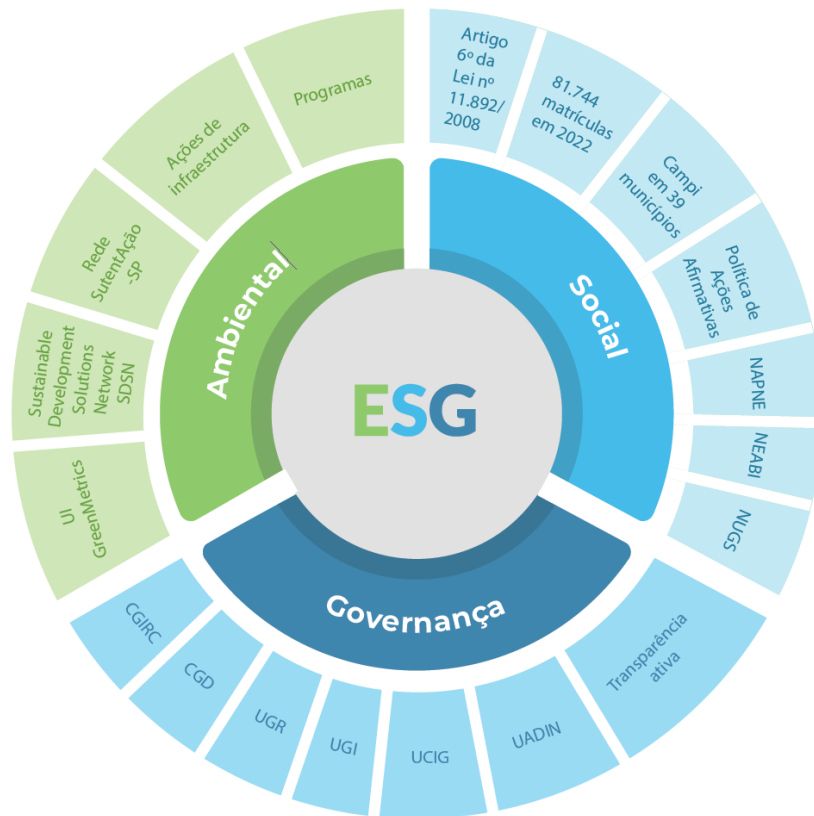 ESG
Ambiental
Social
Governança
Programas
Ações de
infraestrutura
Rede
SutentAção
-SP
Sustainable
Development
Solutions
Network
SDSN
UI
GreenMetrics
Artigo
6º da
Lei nº
11.892/
2008
81.744
matrículas
em 2022
Campi
em 39
municípios
Política de
Ações
Afirmativas
NAPNE
NEABI
NUGS
Transparência
ativa
UADIN
UCIG
UGI
UGR
CGD
CGIRC